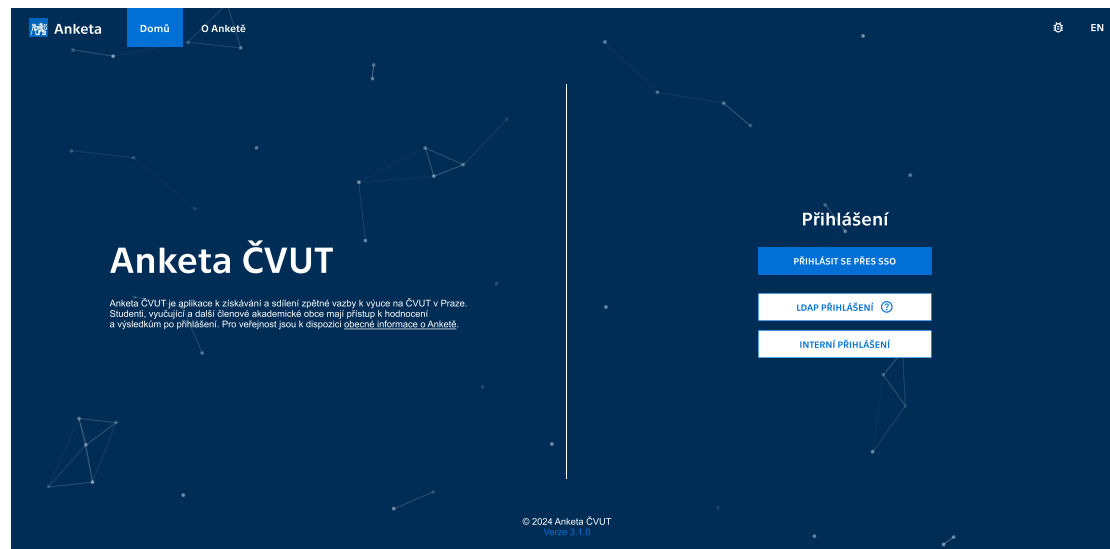 Anketa
Domů
O Anketě
EN
Anketa ČVUT
Anketa ČVUT je aplikace k získávání a sdílení zpětné vazby k výuce na ČVUT v Praze.
Studenti, vyučující a další členové akademické obce mají přístup k hodnocení
a výsledkům po přihlášení. Pro veřejnost jsou k dispozici obecné informace o Anketě.
Přihlášení
PŘIHLÁSIT SE PŘES SSO
LDAP PŘIHLÁŠENÍ ?
INTERNÍ PŘIHLÁŠENÍ
© 2024 Anketa ČVUT
Verze 3.1.0